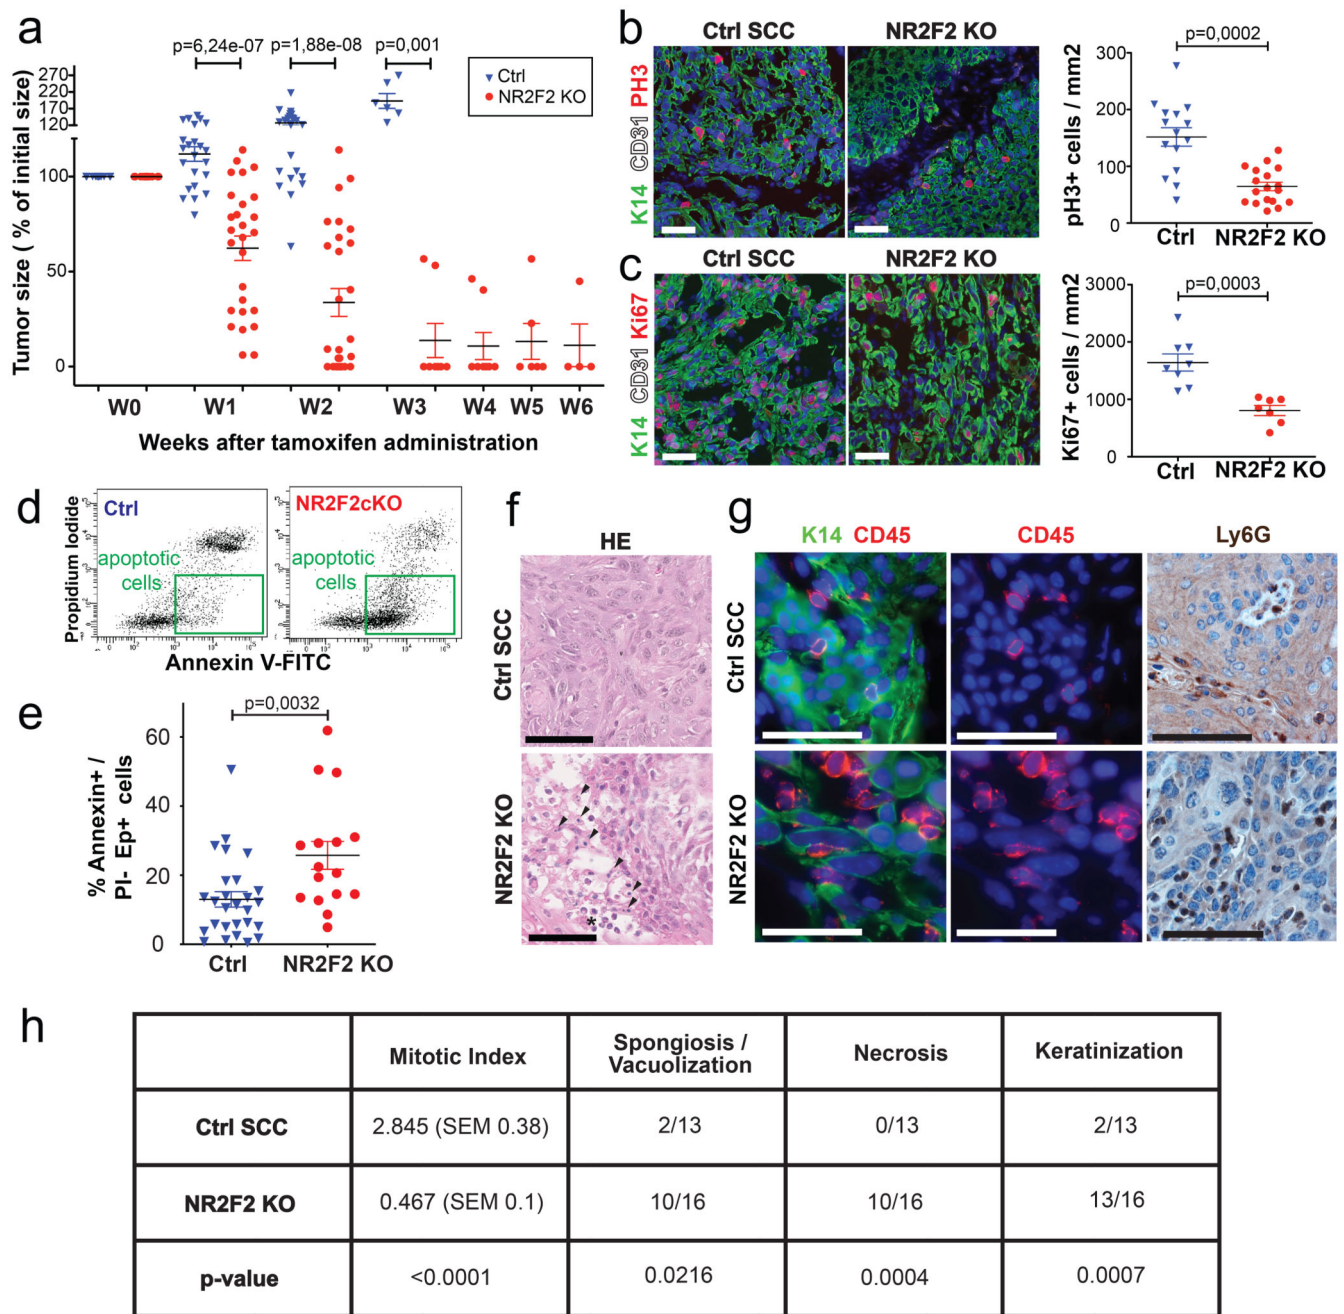 a
p=6,24e-07
p=1,88e-08
p=0,001
Ctrl
NR2F2 KO
Tumor size ( % of initial size)
270
220
170
120
100
50
0
W0 W1 W2 W3 W4 W5 W6
Weeks after tamoxifen administration
b
Ctrl SCC NR2F2 KO
K14 CD31 PH3
p=0,0002
pH3+ cells / mm2
300
200
100
0
Ctrl NR2F2 KO
c
Ctrl SCC NR2F2 KO
K14 CD31 Ki67
p=0,0003
Ki67+ cells / mm2
3000
2000
1000
0
Ctrl NR2F2 KO
d
Ctrl
NR2F2cKO
apoptotic
cells
apoptotic
cells
Propidium Iodide
Annexin V-FITC
e
p=0,0032
% Annexin+ /
PI- Ep+ cells
60
40
20
0
Ctrl NR2F2 KO
f
HE
Ctrl SCC
NR2F2 KO
*
g
K14 CD45 CD45 Ly6G
Ctrl SCC
NR2F2 KO
h
Mitotic Index
Spongiosis /
Vacuolization
Necrosis
Keratinization
Ctrl SCC 2.845 (SEM 0.38) 2/13 0/13 2/13
NR2F2 KO 0.467 (SEM 0.1) 10/16 10/16 13/16
p-value <0.0001 0.0216 0.0004 0.0007